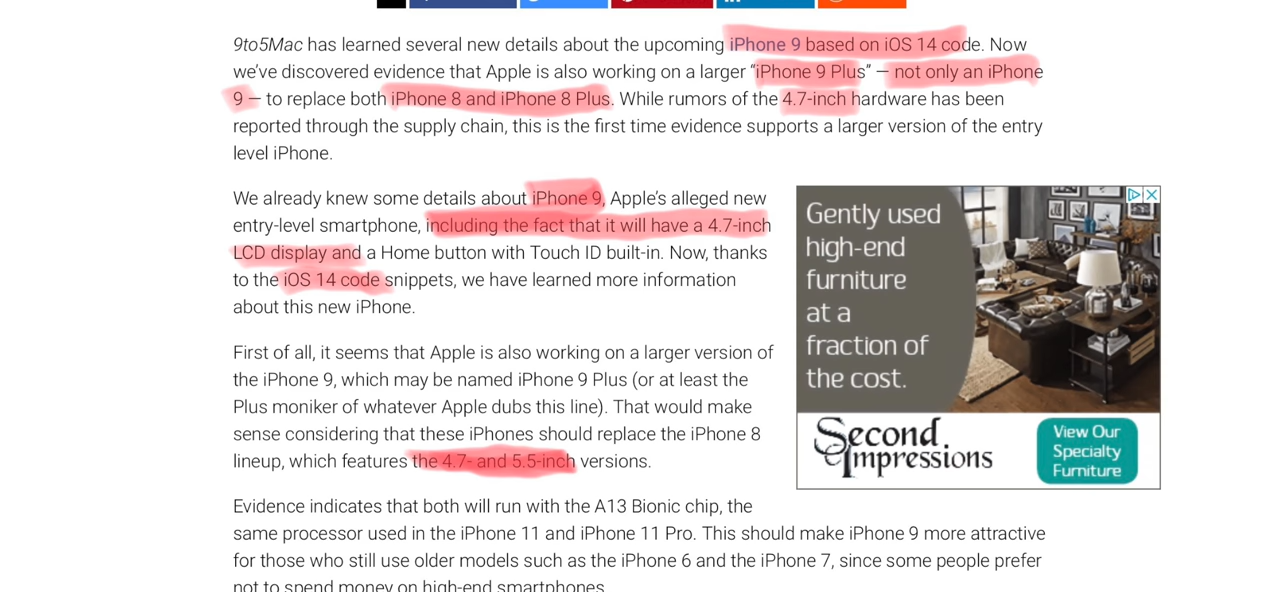 9to5Mac has learned several new details about the upcoming iPhone 9 based on iOS 14 code. Now
we’ve discovered evidence that Apple is also working on a larger “iPhone 9 Plus” — not only an iPhone
9 — to replace both iPhone 8 and iPhone 8 Plus. While rumors of the 4.7-inch hardware has been
reported through the supply chain, this is the first time evidence supports a larger version of the entry
level iPhone.
We already knew some details about iPhone 9, Apple’s alleged new
entry-level smartphone, including the fact that it will have a 4.7-inch
LCD display and a Home button with Touch ID built-in. Now, thanks
to the iOS 14 code snippets, we have learned more information
about this new iPhone.
First of all, it seems that Apple is also working on a larger version of
the iPhone 9, which may be named iPhone 9 Plus (or at least the
Plus moniker of whatever Apple dubs this line). That would make
sense considering that these iPhones should replace the iPhone 8
lineup, which features the 4.7- and 5.5-inch versions.
Gently used
high-end
furniture
at a
fraction of
the cost.
Second
Impressions
View Our
Specialty
Furniture
Evidence indicates that both will run with the A13 Bionic chip, the
same processor used in the iPhone 11 and iPhone 11 Pro. This should make iPhone 9 more attractive
for those who still use older models such as the iPhone 6 and the iPhone 7, since some people prefer
not to spend money on high-end smartphones.